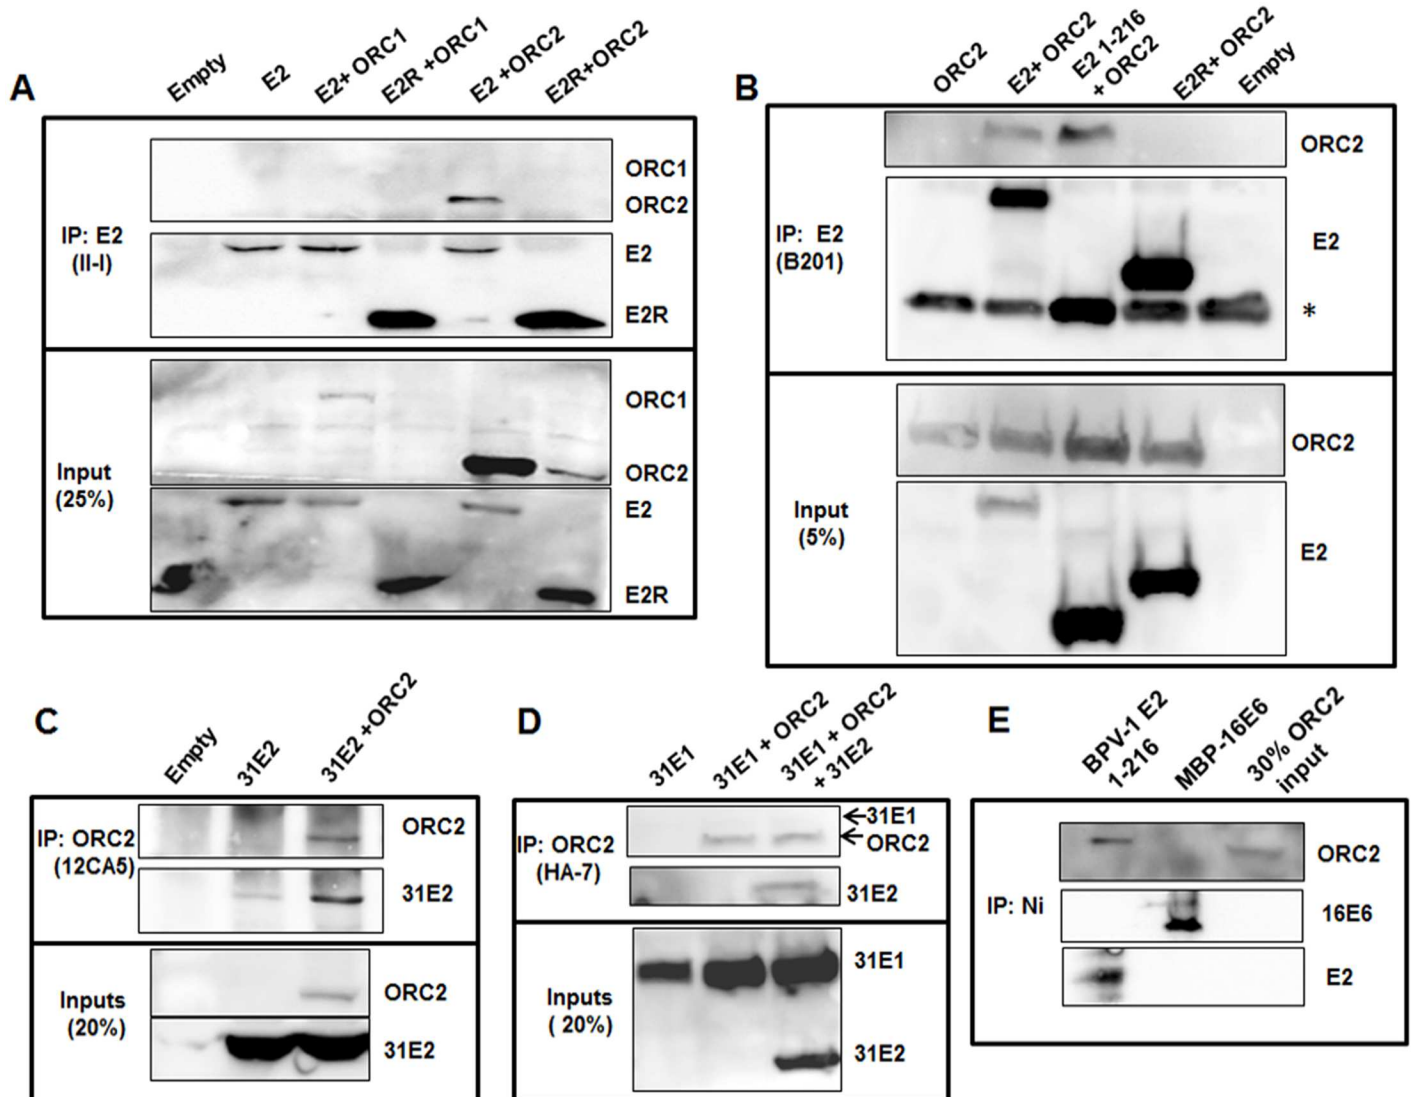 A
Empty
E2
E2+ ORC1
E2R +ORC1
E2 +ORC2
E2R+ORC2
IP: E2
(II-I)
ORC1
ORC2
E2
E2R
Input
(25%)
ORC1
ORC2
E2
E2R
B
ORC2
E2+ ORC2
E2 1-216
+ ORC2
E2R+ ORC2
Empty
IP: E2
(B201)
ORC2
E2
*
Input
(5%)
ORC2
E2
C
Empty
31E2
31E2 +ORC2
IP: ORC2
(12CA5)
ORC2
31E2
Inputs
(20%)
ORC2
31E2
D
31E1
31E1 + ORC2
31E1 + ORC2
+ 31E2
IP: ORC2
(HA-7)
31E1
ORC2
31E2
Inputs
( 20%)
31E1
31E2
E
BPV-1 E2
1-216
MBP-16E6
30% ORC2
input
IP: Ni
ORC2
16E6
E2